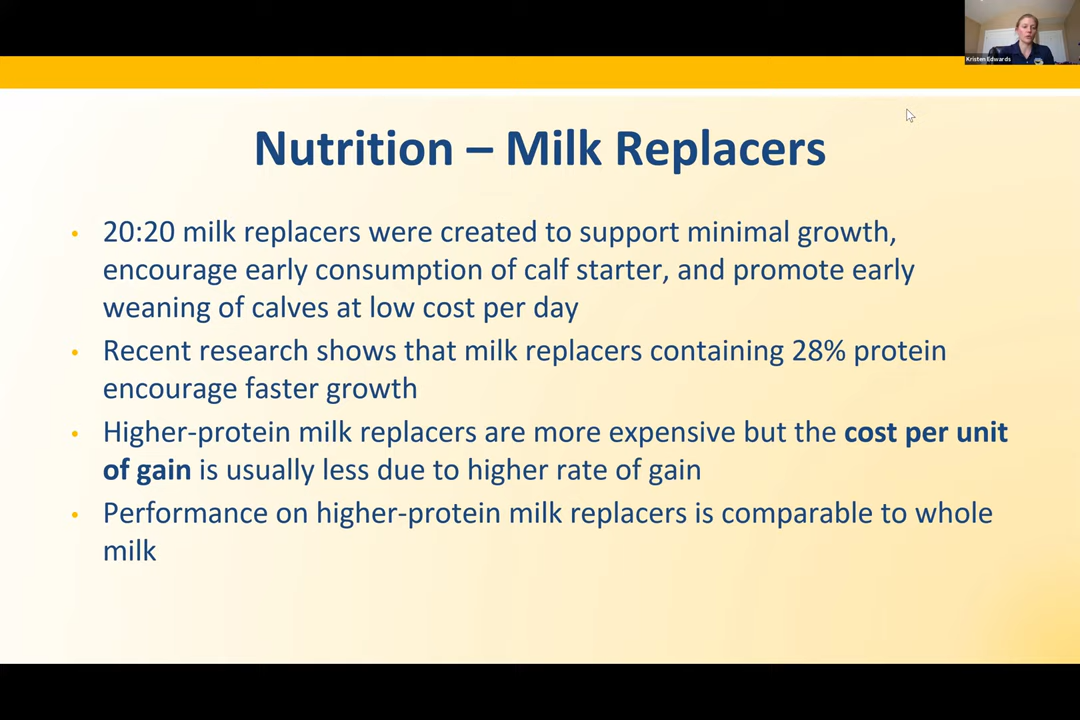 Kristen Edwards
Nutrition – Milk Replacers
• 20:20 milk replacers were created to support minimal growth,
encourage early consumption of calf starter, and promote early
weaning of calves at low cost per day
• Recent research shows that milk replacers containing 28% protein
encourage faster growth
• Higher-protein milk replacers are more expensive but the cost per unit
of gain is usually less due to higher rate of gain
• Performance on higher-protein milk replacers is comparable to whole
milk